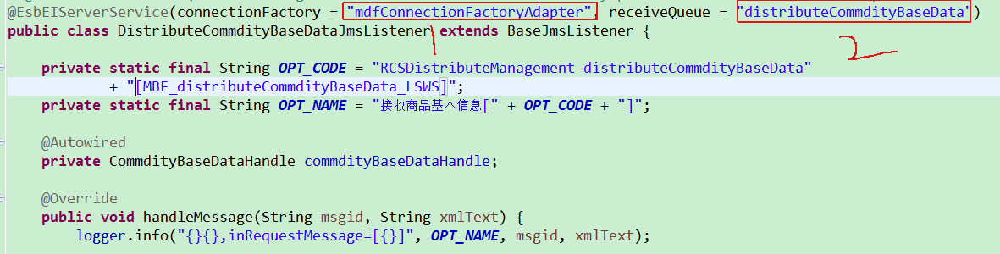 @EsbEIServerService(connectionFactory = "mdfConnectionFactoryAdapter", receiveQueue = "distributeCommdityBaseData")
public class DistributeCommdityBaseDataJmsListener extends BaseJmsListener {
private static final String OPT_CODE = "RCSDistributeManagement-distributeCommdityBaseData"
+ "[MBF_distributeCommdityBaseData_LSWS]";
private static final String OPT_NAME = "接收商品基本信息[" + OPT_CODE + "]";
@Autowired
private CommdityBaseDataHandle commdityBaseDataHandle;
@Override
public void handleMessage(String msgid, String xmlText) {
logger.info("{}{},inRequestMessage=[{}]", OPT_NAME, msgid, xmlText);
1
2